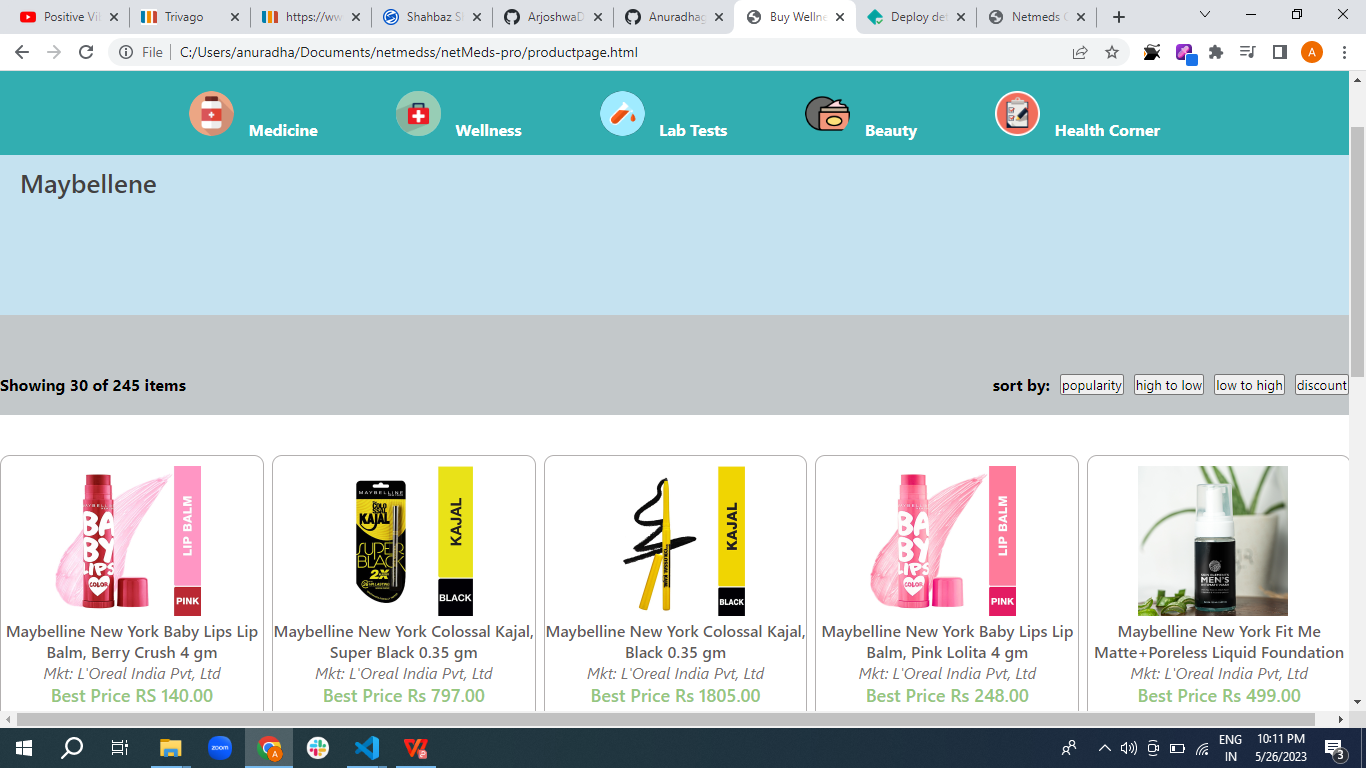 Positive Vi
Trivago
https://ww
Shahbaz S
ArjoshwaD
Anuradhag
Buy Wellne
Deploy det
Netmeds
File
C:/Users/anuradha/Documents/netmedss/netMeds-pro/productpage.html
A
Medicine
Wellness
Lab Tests
Beauty
Health Corner
Maybellene
Showing 30 of 245 items
sort by:
popularity
high to low
low to high
discount
MAYBELLINE
BABY LIPS
COLOR
LIP BALM
PINK
MAYBELLINE
COLOSSAL
KAJAL
SUPER
BLACK
2X
KAJAL
BLACK
KAJAL
BLACK
BABY LIPS
COLOR
LIP BALM
PINK
MEN'S
Maybelline New York Baby Lips Lip
Balm, Berry Crush 4 gm
Mkt: L'Oreal India Pvt, Ltd
Best Price RS 140.00
Maybelline New York Colossal Kajal,
Super Black 0.35 gm
Mkt: L'Oreal India Pvt, Ltd
Best Price Rs 797.00
Maybelline New York Colossal Kajal,
Black 0.35 gm
Mkt: L'Oreal India Pvt, Ltd
Best Price Rs 1805.00
Maybelline New York Baby Lips Lip
Balm, Pink Lolita 4 gm
Mkt: L'Oreal India Pvt, Ltd
Best Price Rs 248.00
Maybelline New York Fit Me
Matte+Poreless Liquid Foundation
Mkt: L'Oreal India Pvt, Ltd
Best Price Rs 499.00
zoom
A
ENG
IN
10:11 PM
5/26/2023
3